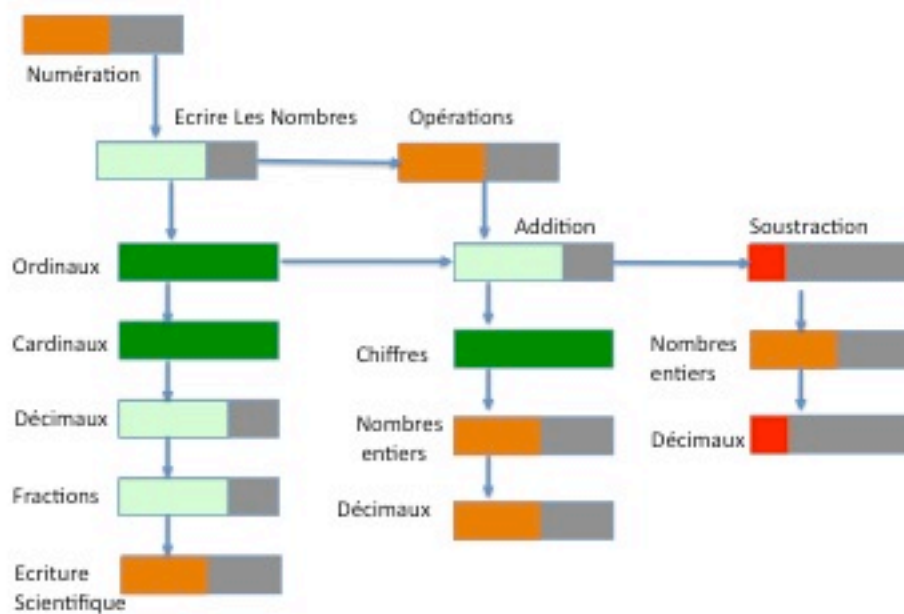 Numération
Ecrire Les Nombres
Opérations
Addition
Soustraction
Ordinaux
Cardinaux
Chiffres
Nombres
entiers
Décimaux
Nombres
entiers
Décimaux
Fractions
Décimaux
Ecriture
Scientifique